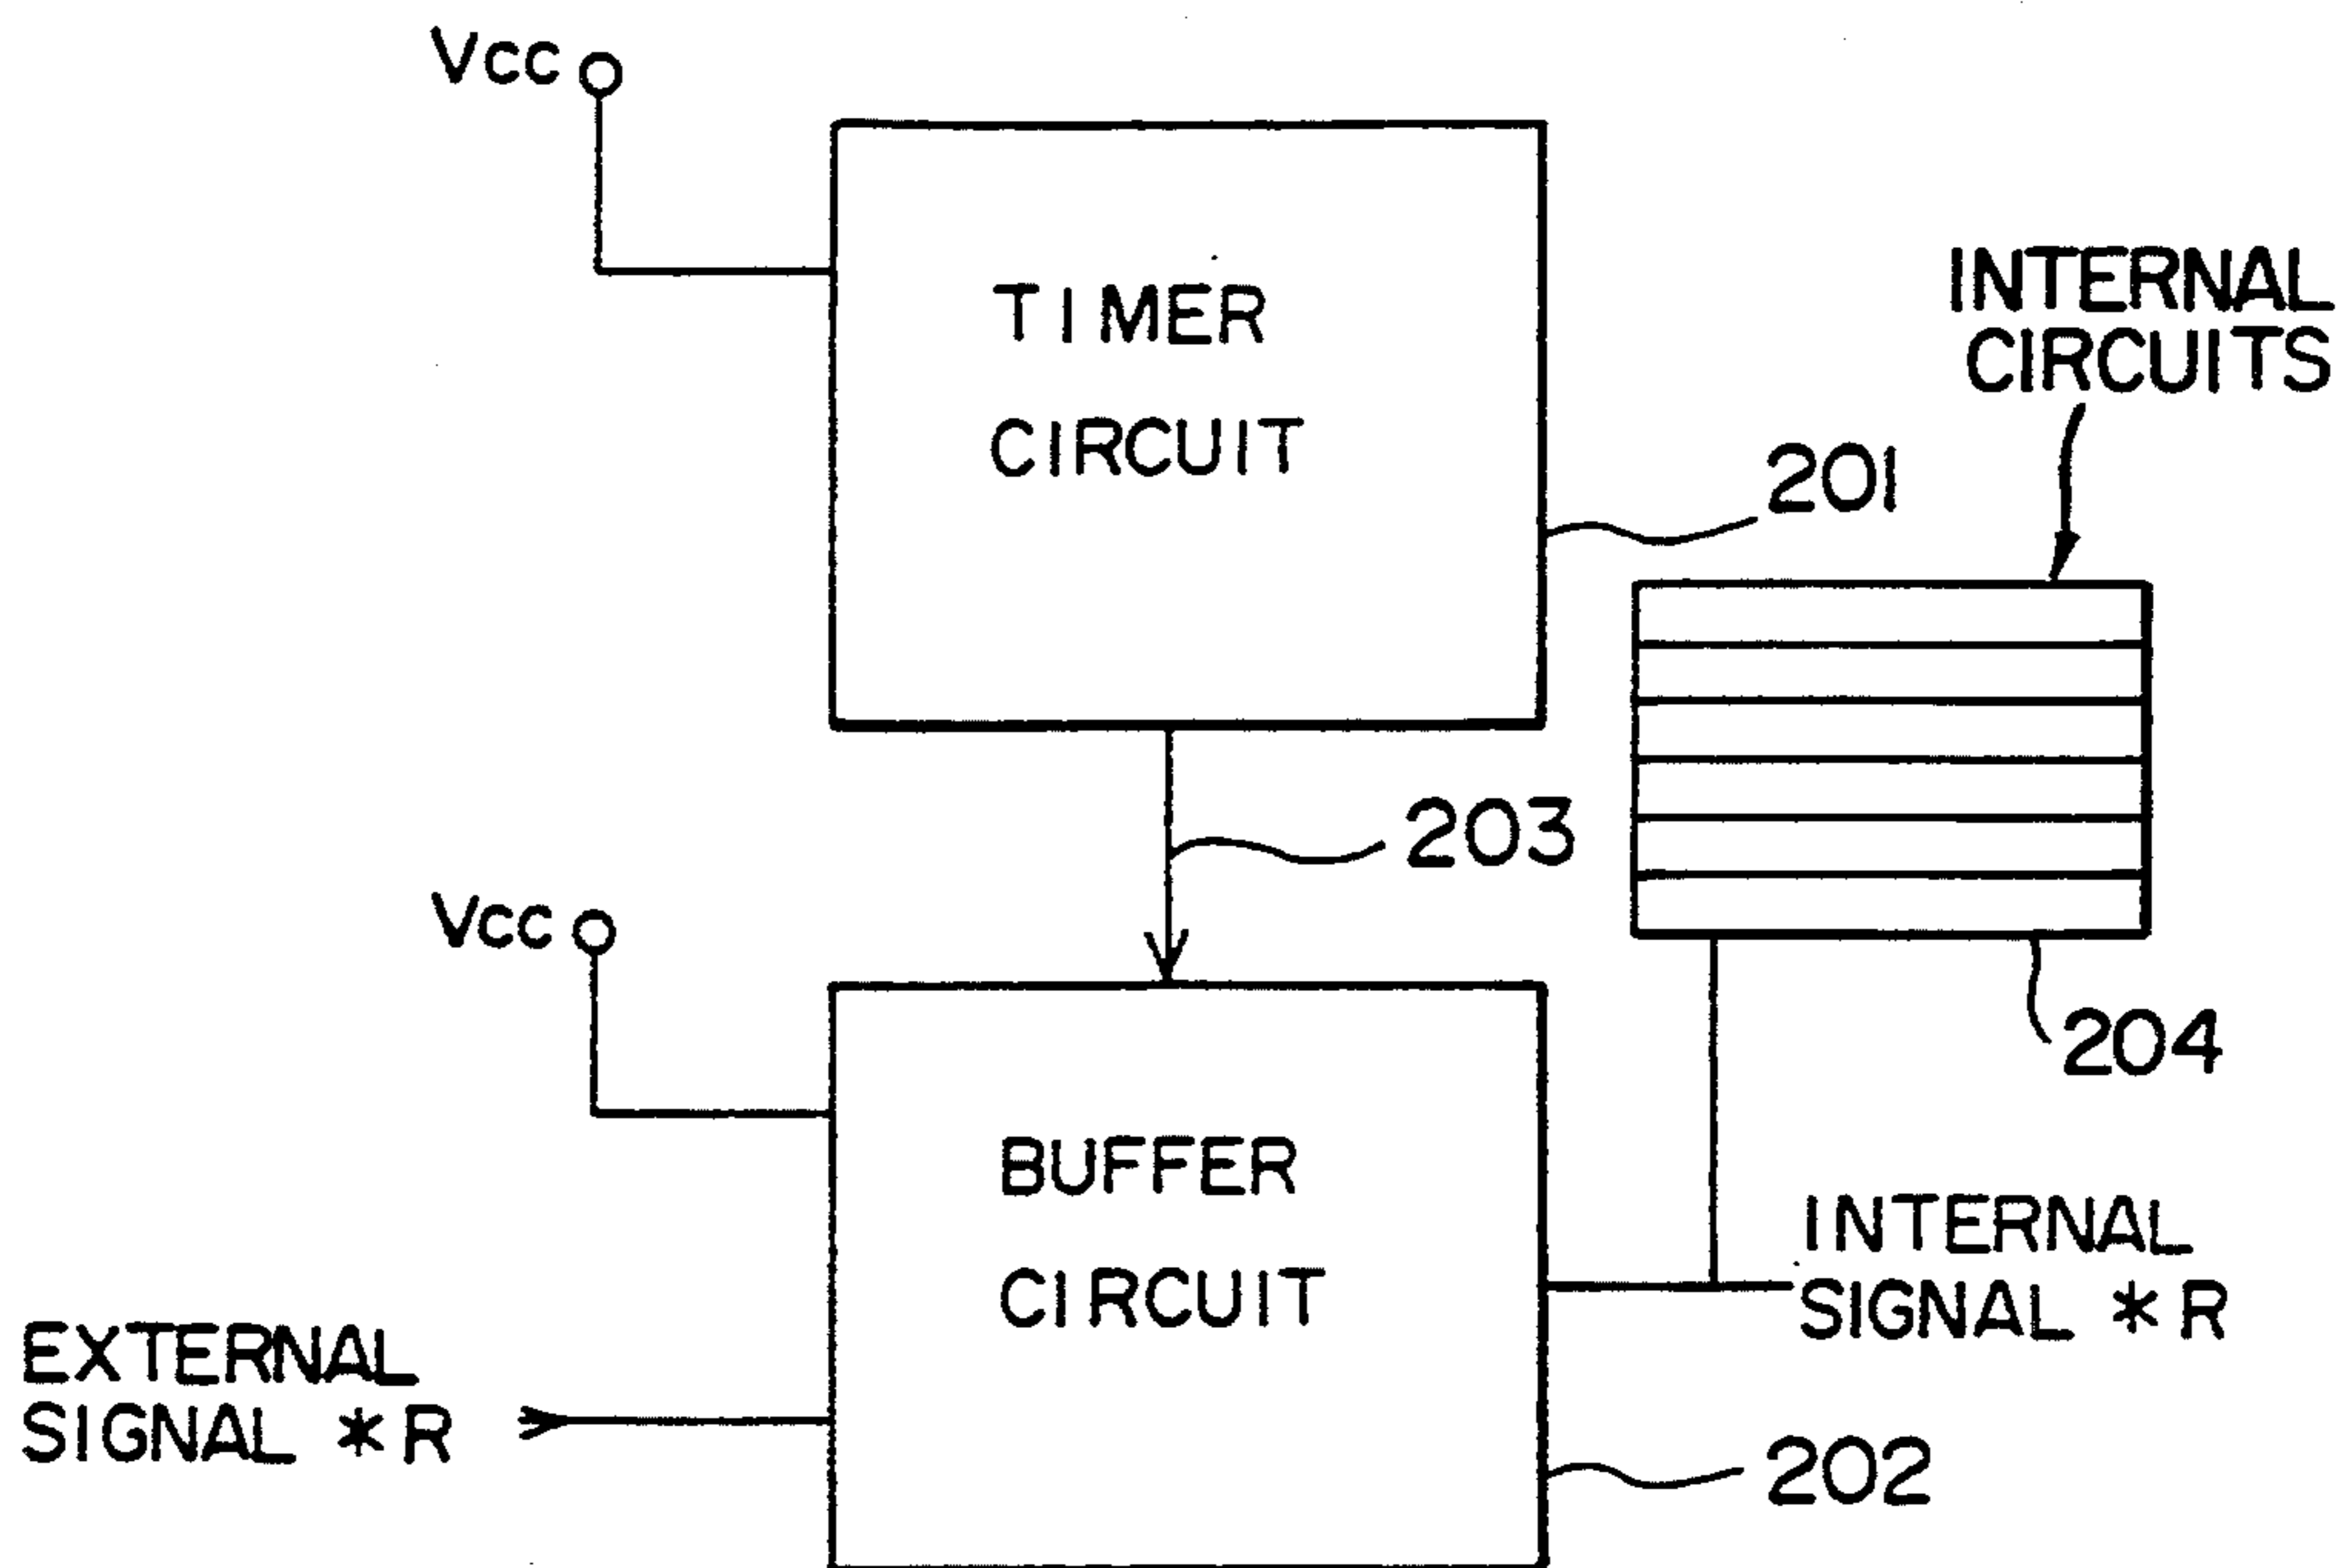 Vcc
TIMER
CIRCUIT
INTERNAL
CIRCUITS
201
203
Vcc
204
BUFFER
CIRCUIT
INTERNAL
SIGNAL *R
EXTERNAL
SIGNAL *R
202